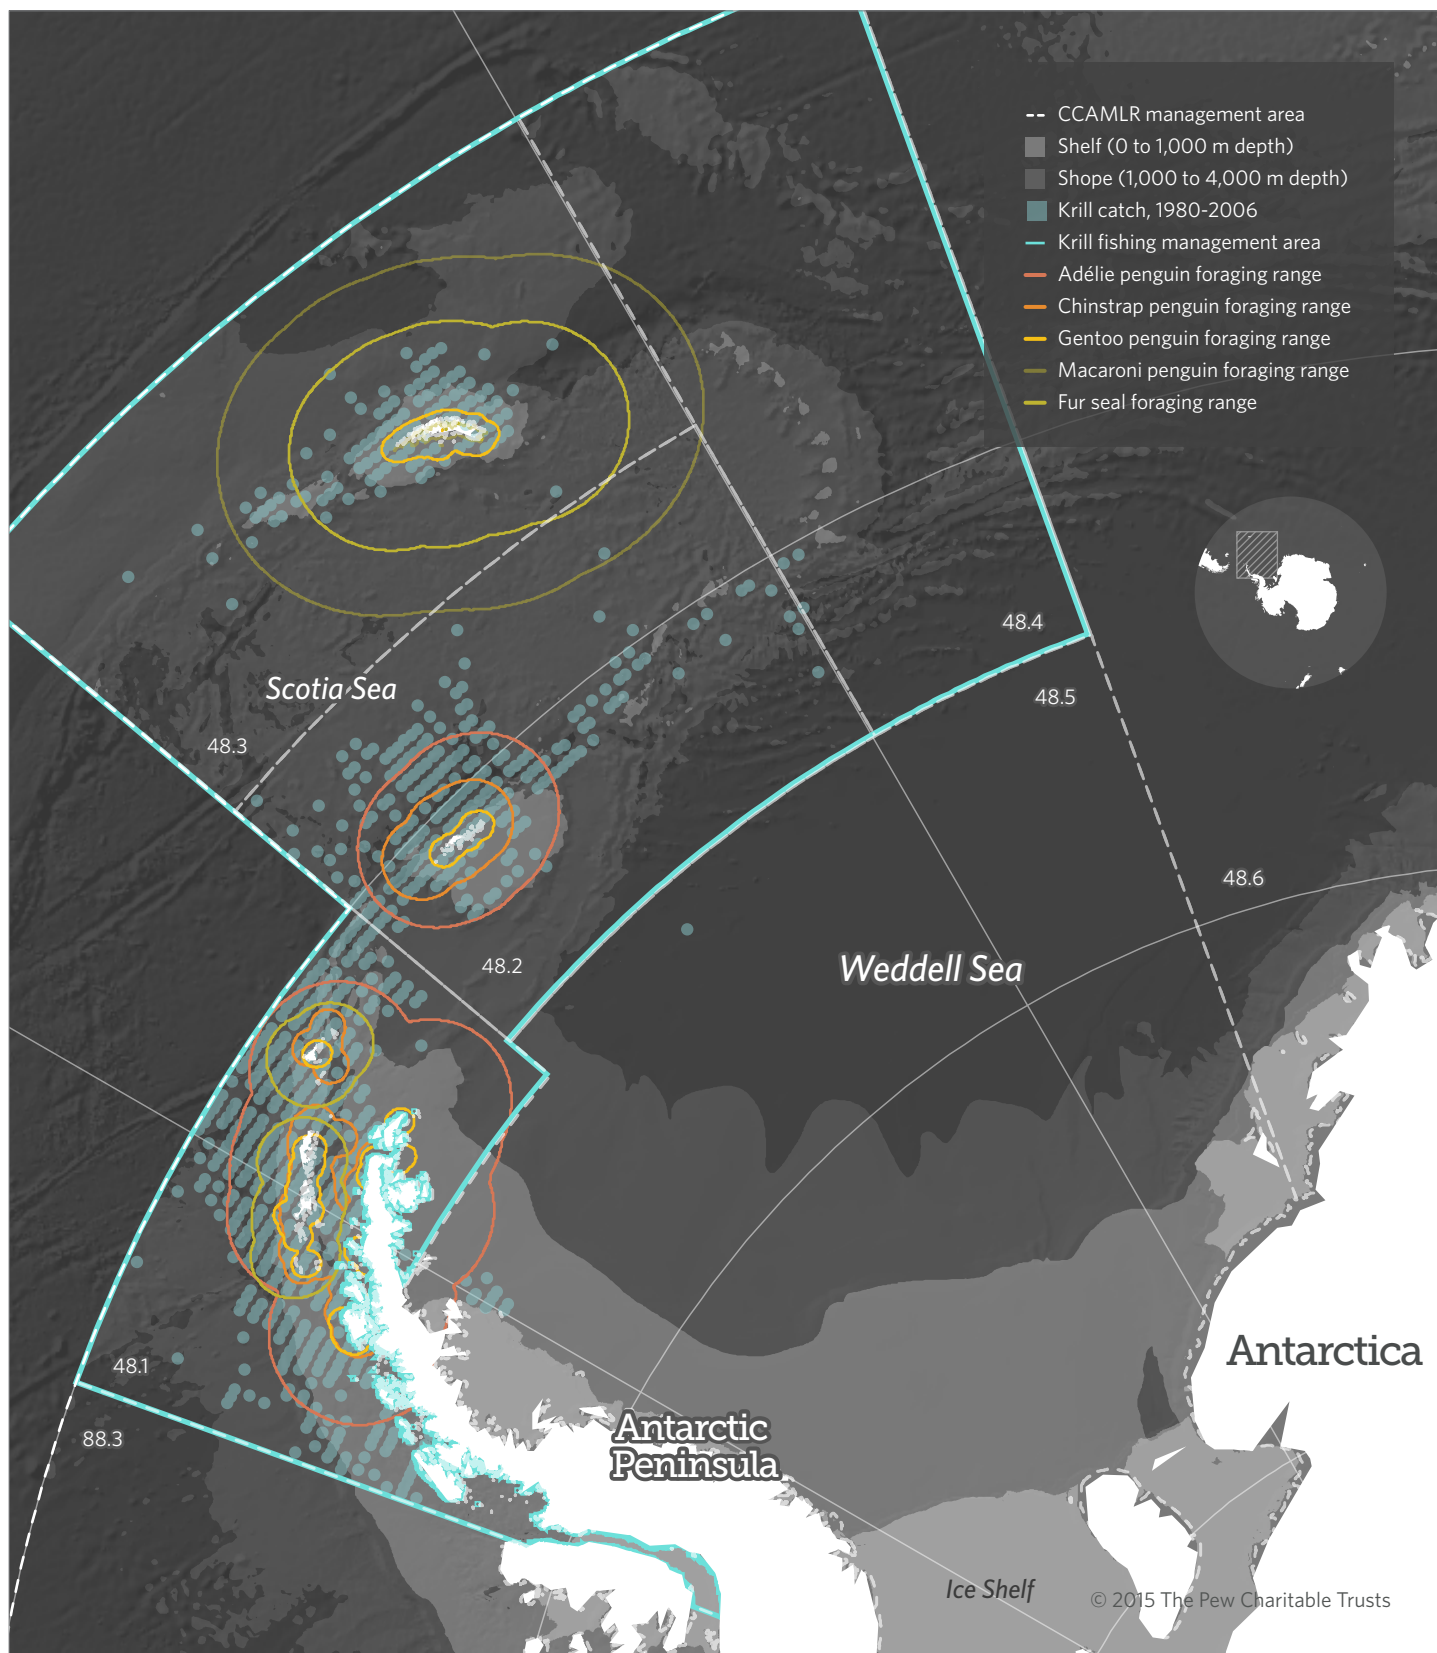 CCAMLR management area
Shelf (0 to 1,000 m depth)
Shope (1,000 to 4,000 m depth)
Krill catch, 1980-2006
Krill fishing management area
Adélie penguin foraging range
Chinstrap penguin foraging range
Gentoo penguin foraging range
Macaroni penguin foraging range
Fur seal foraging range
48.4
48.5
Scotia Sea
48.3
48.6
48.2
Weddell Sea
Antarctica
48.1
88.3
Antarctic
Peninsula
Ice Shelf
© 2015 The Pew Charitable Trusts